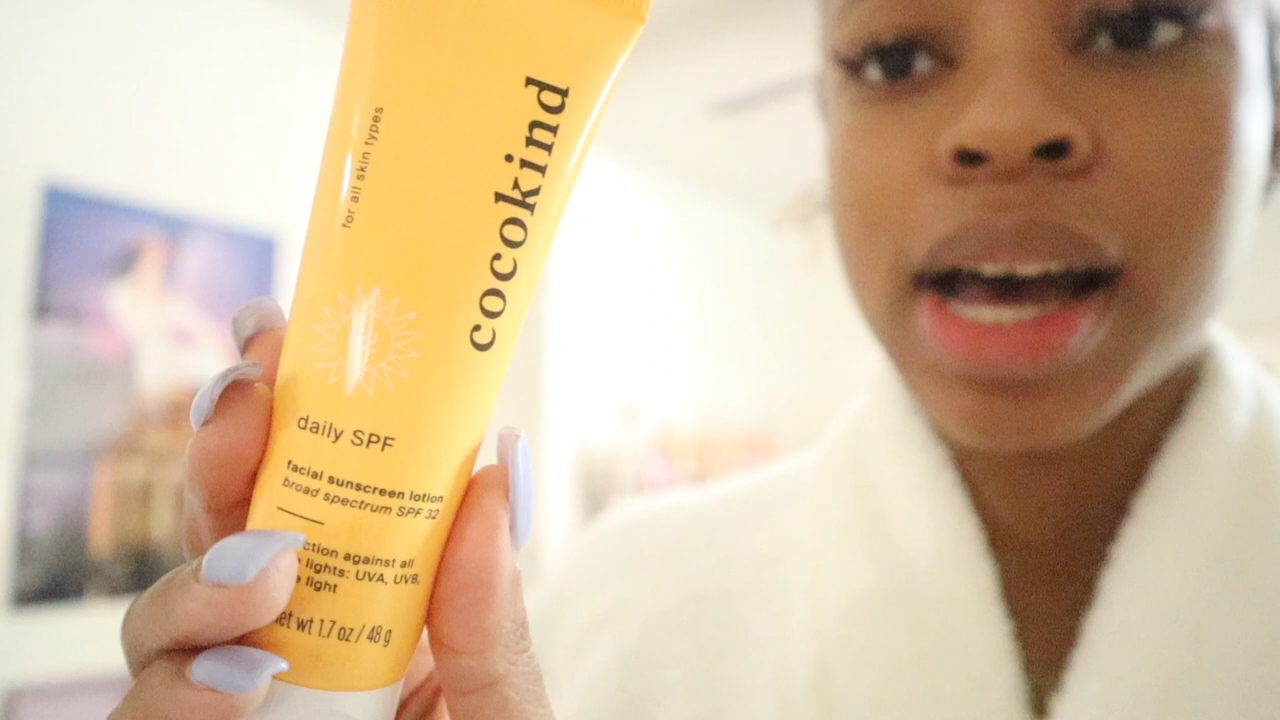 cocokind
for all skin types
daily SPF
facial sunscreen lotion
broad spectrum SPF 32
ction against all
lights: UVA, UVB,
light
et wt 1.7 oz / 48 g